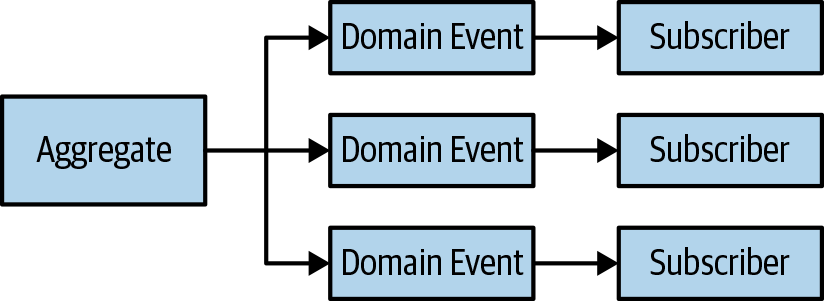 Domain Event
Subscriber
Aggregate
Domain Event
Subscriber
Domain Event
Subscriber